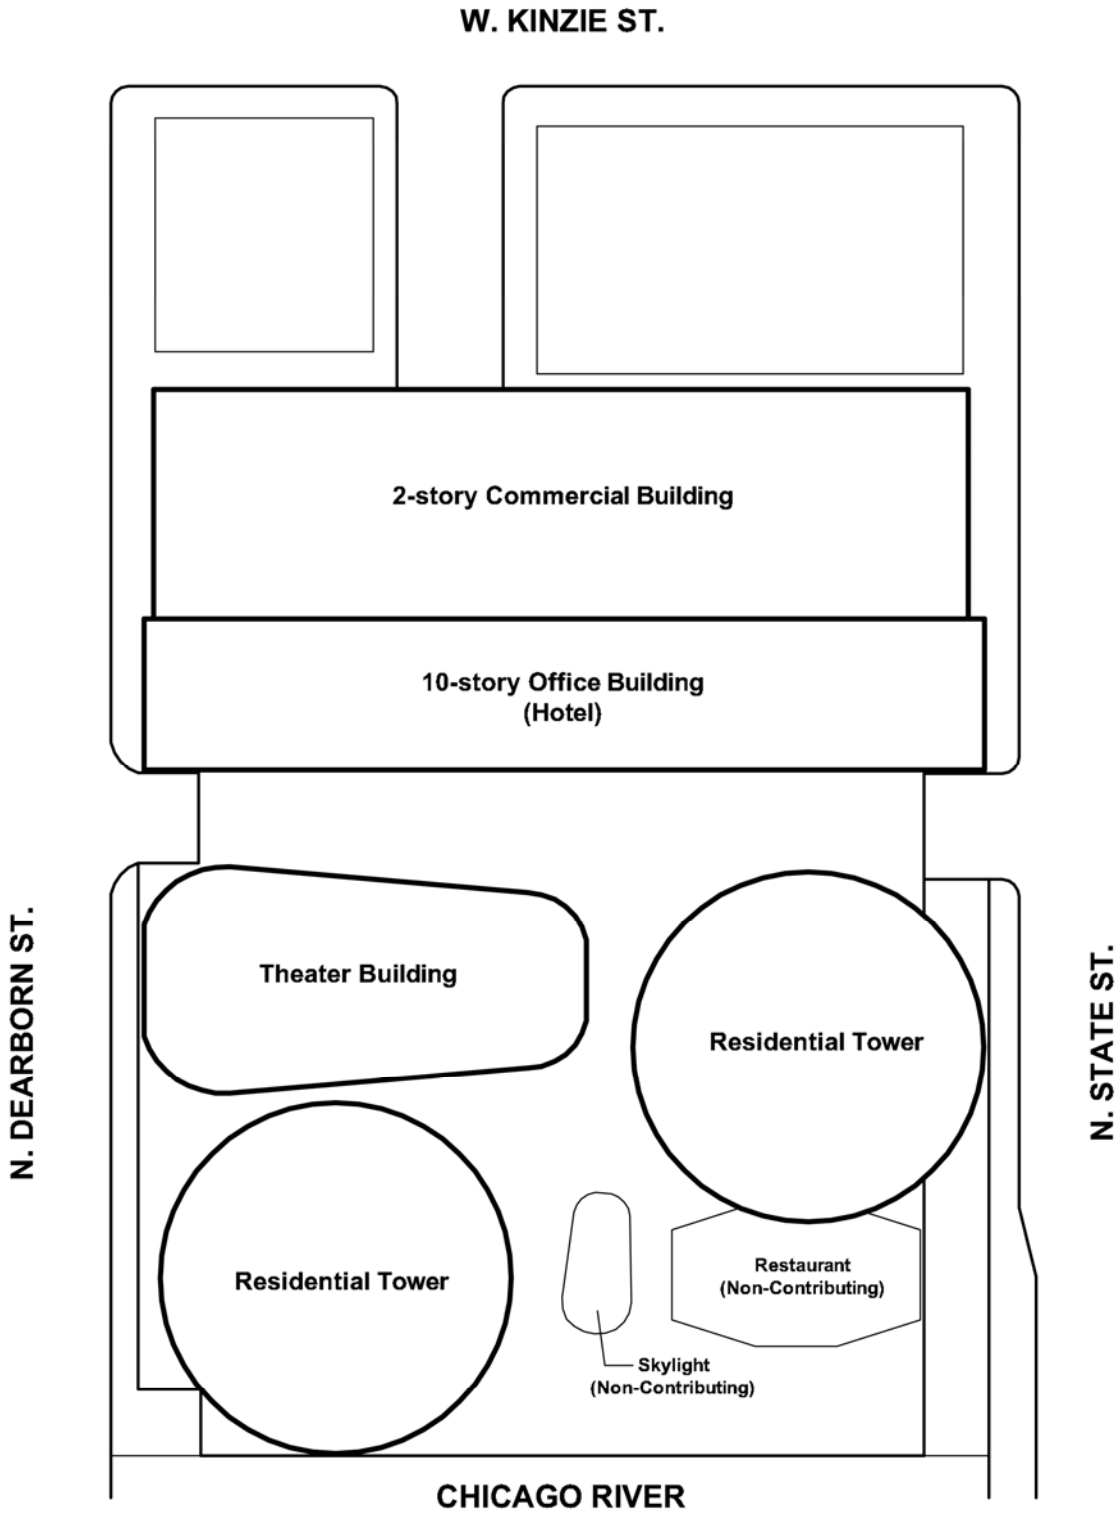 W. KINZIE ST.
2-story Commercial Building
10-story Office Building
(Hotel)
N. DEARBORN ST.
Theater Building
Residential Tower
N. STATE ST.
Residential Tower
Restaurant
(Non-Contributing)
Skylight
(Non-Contributing)
CHICAGO RIVER